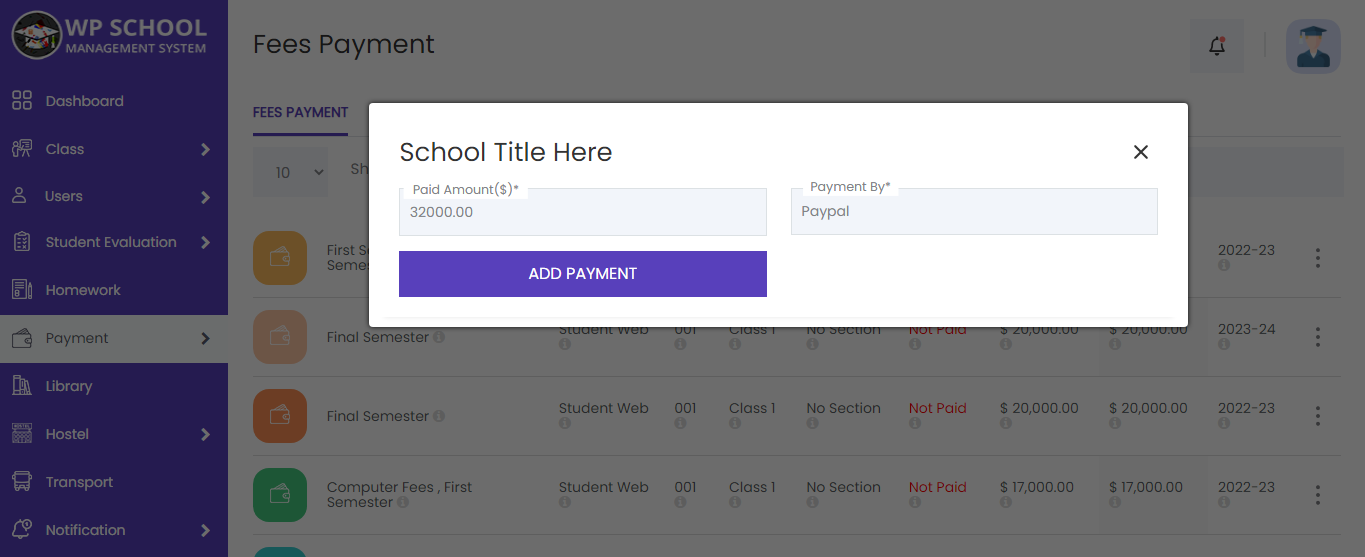 WP SCHOOL
MANAGEMENT SYSTEM
Dashboard
Class
Users
Student Evaluation
Homework
Payment
Library
Hostel
Transport
Notification
Fees Payment
FEES PAYMENT
10
School Title Here
Paid Amount($)*
32000.00
Payment By*
Paypal
ADD PAYMENT
2022-23
Final Semester Student Web 001 Class 1 No Section Not Paid $ 20,000.00 $ 20,000.00 2023-24
Final Semester Student Web 001 Class 1 No Section Not Paid $ 20,000.00 $ 20,000.00 2022-23
Computer Fees , First Student Web 001 Class 1 No Section Not Paid $ 17,000.00 $ 17,000.00 2022-23
Semester